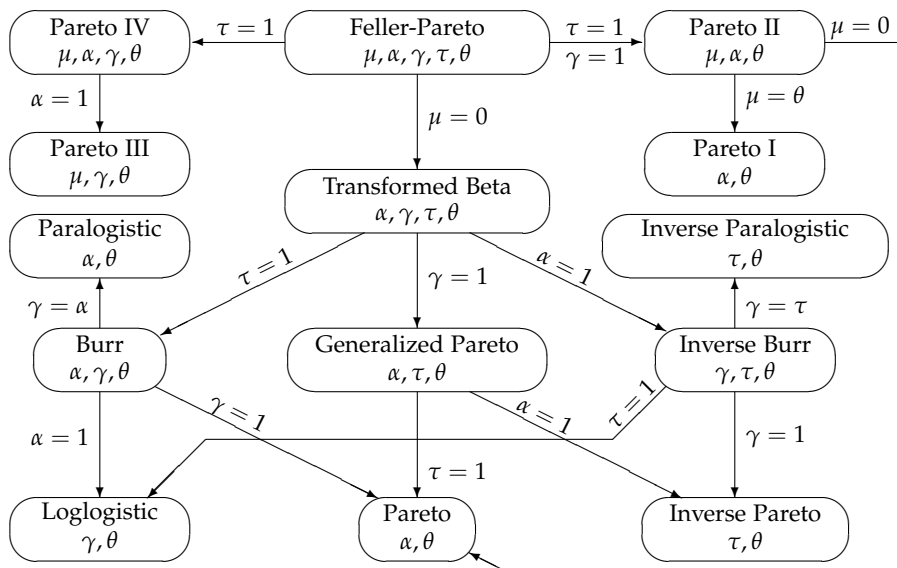 Pareto IV
μ, α, γ, θ
τ = 1
Feller-Pareto
μ, α, γ, τ, θ
τ = 1
γ = 1
Pareto II
μ, α, θ
μ = 0
α = 1
μ = 0
μ = θ
Pareto III
μ, γ, θ
Pareto I
α, θ
Transformed Beta
α, γ, τ, θ
Paralogistic
α, θ
Inverse Paralogistic
τ, θ
τ = 1
γ = 1
α = 1
γ = α
γ = τ
Burr
α, γ, θ
Generalized Pareto
α, τ, θ
Inverse Burr
γ, τ, θ
α = 1
γ = 1
τ = 1
α = 1
τ = 1
γ = 1
Loglogistic
γ, θ
Pareto
α, θ
Inverse Pareto
τ, θ